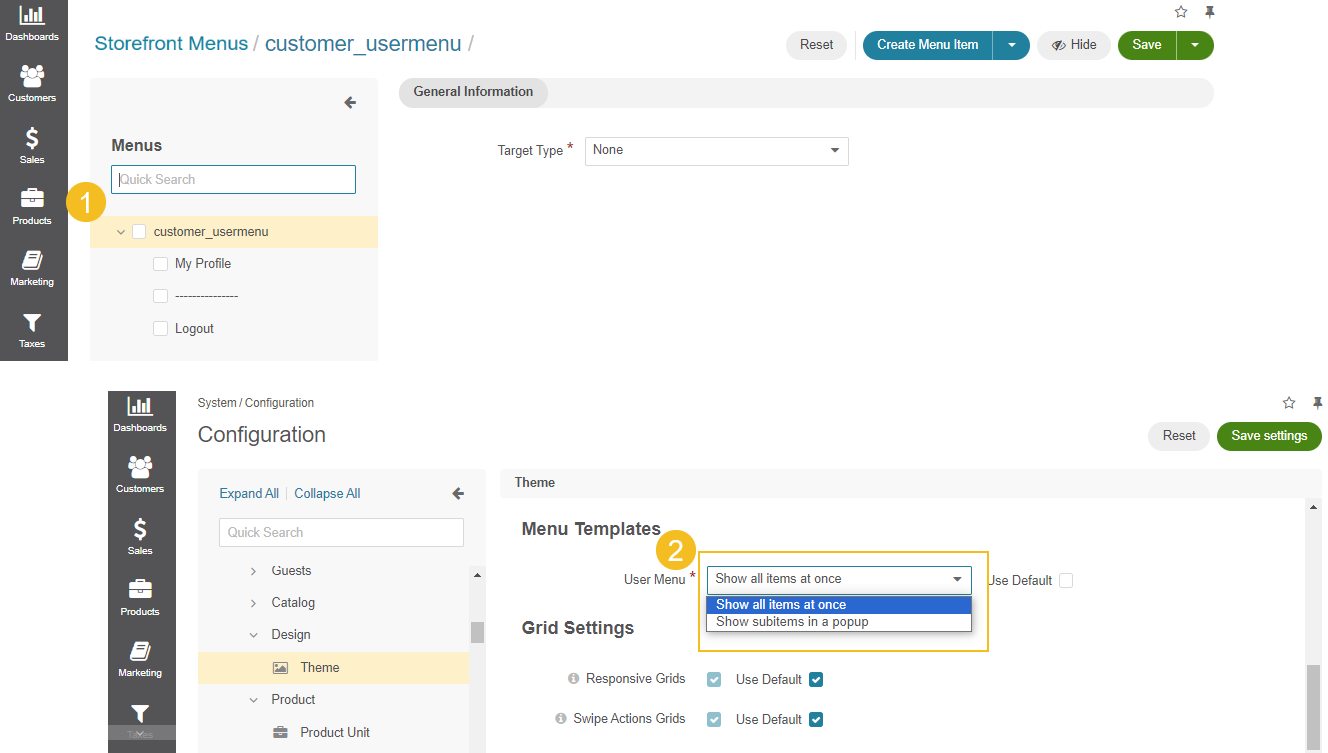 Dashboards
Customers
Sales
Products
Marketing
Taxes
Storefront Menus / customer_usermenu /
Reset
Create Menu Item
Hide
Save
Menus
Quick Search
1
customer_usermenu
My Profile
---------------
Logout
General Information
Target Type *
None
Dashboards
Customers
Sales
Products
Marketing
Taxes
System / Configuration
Configuration
Reset
Save settings
Expand All | Collapse All
Quick Search
Guests
Catalog
Design
Theme
Product
Product Unit
Theme
Menu Templates
2
User Menu *
Show all items at once
Use Default
Show all items at once
Show subitems in a popup
Grid Settings
Responsive Grids
Use Default
Swipe Actions Grids
Use Default